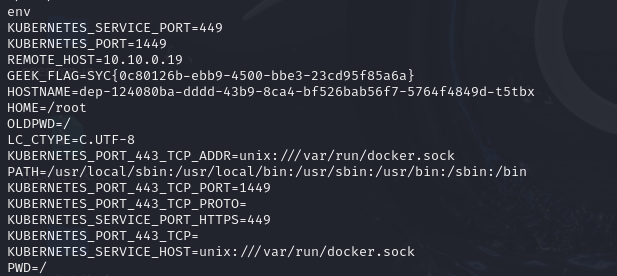 env
KUBERNETES_SERVICE_PORT=449
KUBERNETES_PORT=1449
REMOTE_HOST=10.10.0.19
GEEK_FLAG=SYC{0c80126b-ebb9-4500-bbe3-23cd95f85a6a}
HOSTNAME=dep-124080ba-dddd-43b9-8ca4-bf526bab56f7-5764f4849d-t5tbx
HOME=/root
OLDPWD=/
LC_CTYPE=C.UTF-8
KUBERNETES_PORT_443_TCP_ADDR=unix:///var/run/docker.sock
PATH=/usr/local/sbin:/usr/local/bin:/usr/sbin:/usr/bin:/sbin:/bin
KUBERNETES_PORT_443_TCP_PORT=1449
KUBERNETES_PORT_443_TCP_PROTO=
KUBERNETES_SERVICE_PORT_HTTPS=449
KUBERNETES_PORT_443_TCP=
KUBERNETES_SERVICE_HOST=unix:///var/run/docker.sock
PWD=/